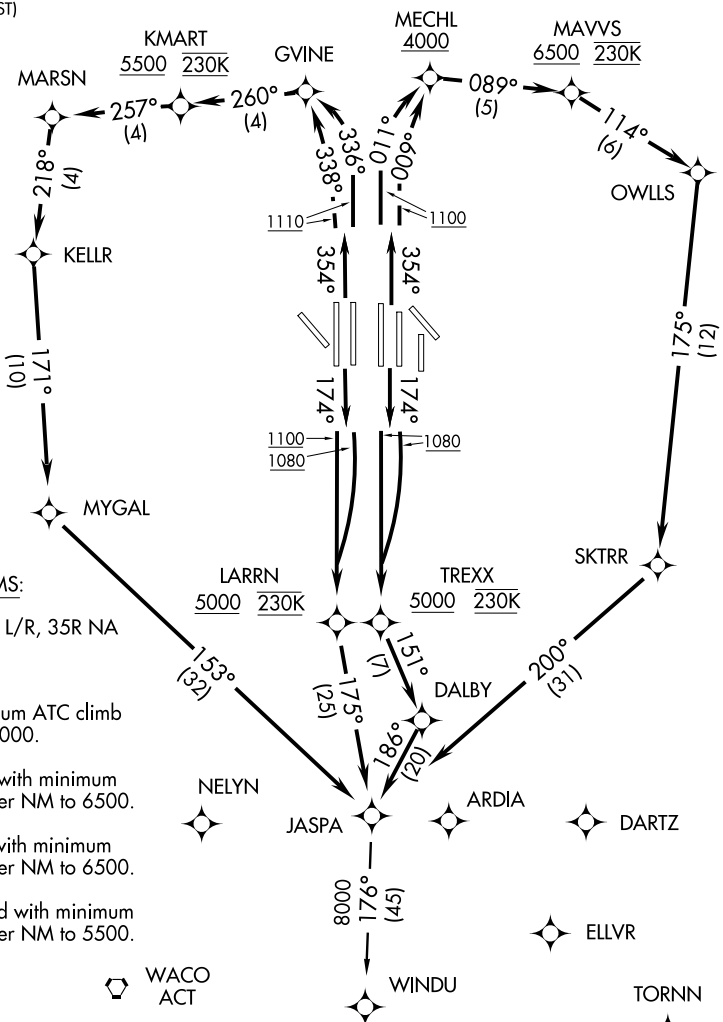 ST)
MECHL
4000
MAVVS
6500 230K
KMART
5500 230K
GVINE
MARSN
257°
(4)
260°
(4)
089°
(5)
114°
(6)
OWLLS
218°
(4)
336°
338°
011°
009°
1110
1100
KELLR
354°
354°
175°
(12)
171°
(10)
174°
174°
1100
1080
1080
MYGAL
SKTRR
LARRN
5000 230K
TREXX
5000 230K
MS:
L/R, 35R NA
153°
(32)
175°
(25)
151°
(7)
200°
(31)
DALBY
um ATC climb
000.
186°
(20)
with minimum
er NM to 6500.
NELYN
JASPA
ARDIA
DARTZ
with minimum
er NM to 6500.
8000
176°
(45)
d with minimum
er NM to 5500.
ELLVR
WACO
ACT
WINDU
TORNN